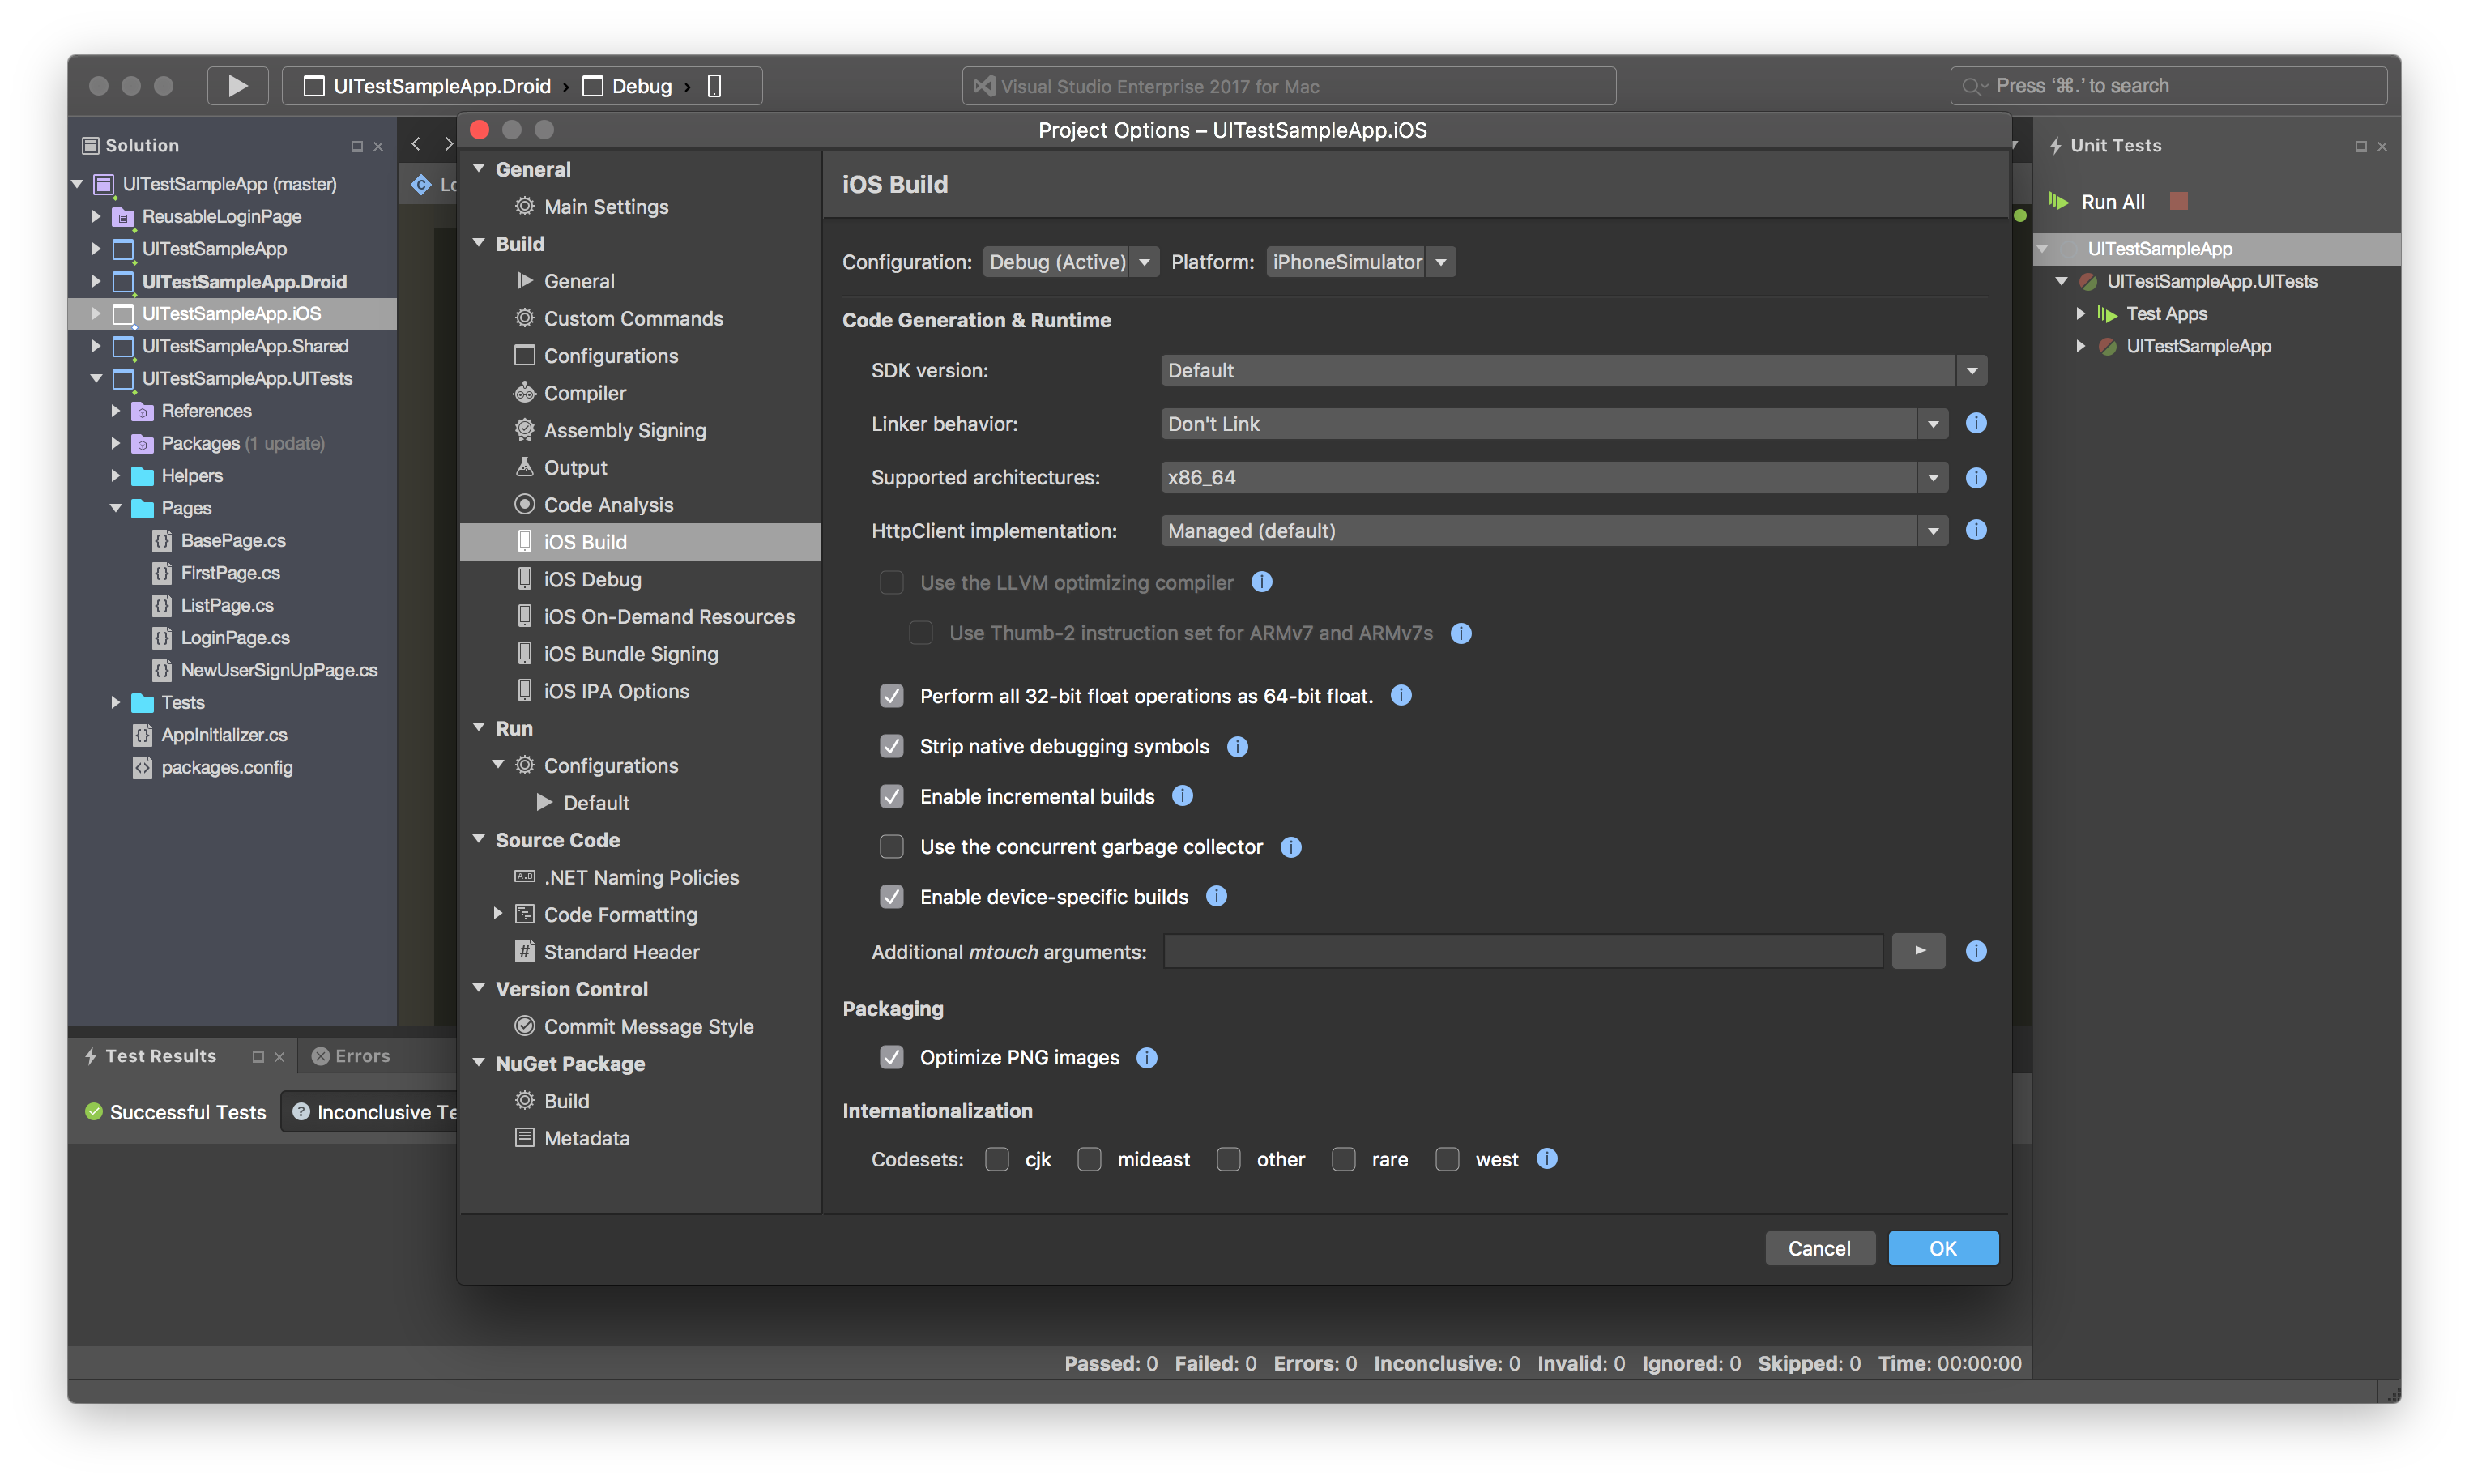 UITestSampleApp.Droid › Debug ›
Visual Studio Enterprise 2017 for Mac
Press ‘⌘.’ to search
Solution
UITestSampleApp (master)
ReusableLoginPage
UITestSampleApp
UITestSampleApp.Droid
UITestSampleApp.iOS
UITestSampleApp.Shared
UITestSampleApp.UITests
References
Packages (1 update)
Helpers
Pages
BasePage.cs
FirstPage.cs
ListPage.cs
LoginPage.cs
NewUserSignUpPage.cs
Tests
AppInitializer.cs
packages.config
Project Options – UITestSampleApp.iOS
General
Main Settings
Build
General
Custom Commands
Configurations
Compiler
Assembly Signing
Output
Code Analysis
iOS Build
iOS Debug
iOS On-Demand Resources
iOS Bundle Signing
iOS IPA Options
Run
Configurations
Default
Source Code
.NET Naming Policies
Code Formatting
Standard Header
Version Control
Commit Message Style
NuGet Package
Build
Metadata
iOS Build
Configuration: Debug (Active) Platform: iPhoneSimulator
Code Generation & Runtime
SDK version: Default
Linker behavior: Don't Link
Supported architectures: x86_64
HttpClient implementation: Managed (default)
Use the LLVM optimizing compiler
Use Thumb-2 instruction set for ARMv7 and ARMv7s
Perform all 32-bit float operations as 64-bit float.
Strip native debugging symbols
Enable incremental builds
Use the concurrent garbage collector
Enable device-specific builds
Additional mtouch arguments:
Packaging
Optimize PNG images
Internationalization
Codesets: cjk mideast other rare west
Cancel OK
Unit Tests
Run All
UITestSampleApp
UITestSampleApp.UITests
Test Apps
UITestSampleApp
Test Results Errors
Successful Tests Inconclusive Te
Passed: 0 Failed: 0 Errors: 0 Inconclusive: 0 Invalid: 0 Ignored: 0 Skipped: 0 Time: 00:00:00